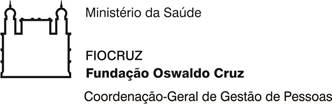 Ministério da Saúde
FIOCRUZ
Fundação Oswaldo Cruz
Coordenação-Geral de Gestão de Pessoas